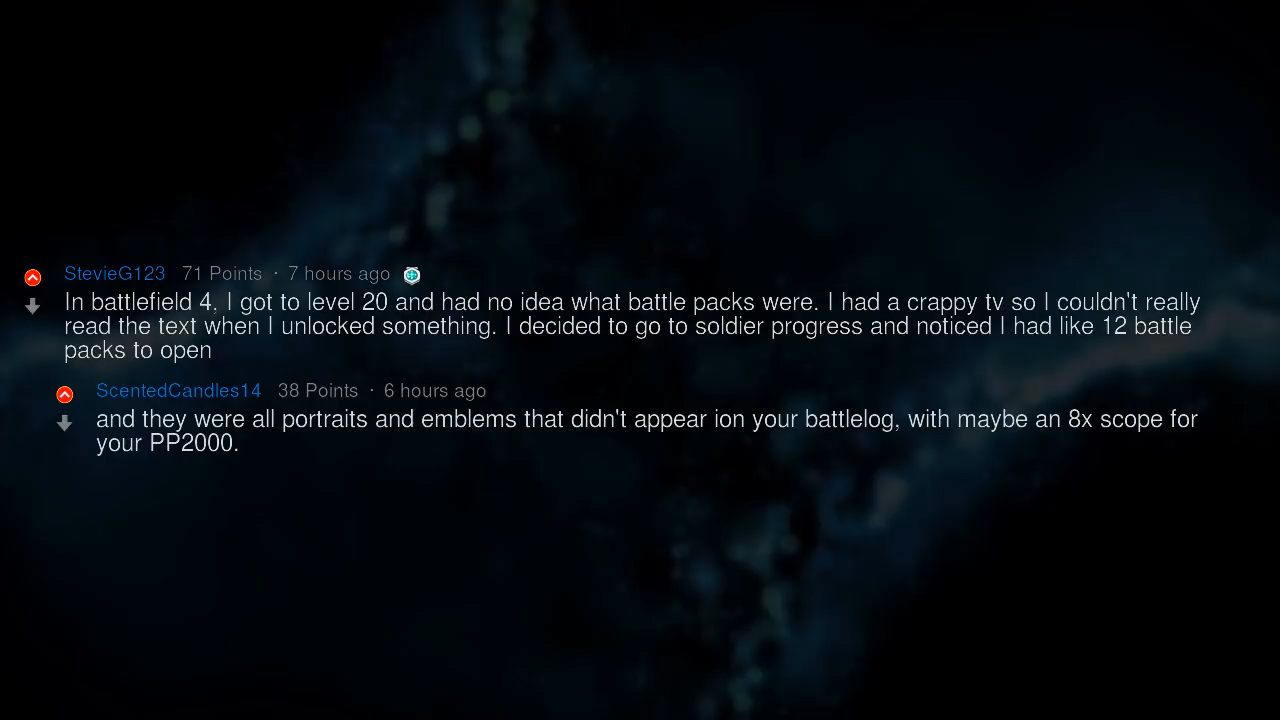 StevieG123 71 Points · 7 hours ago
In battlefield 4, I got to level 20 and had no idea what battle packs were. I had a crappy tv so I couldn't really
read the text when I unlocked something. I decided to go to soldier progress and noticed I had like 12 battle
packs to open
ScentedCandles14 38 Points · 6 hours ago
and they were all portraits and emblems that didn't appear ion your battlelog, with maybe an 8x scope for
your PP2000.